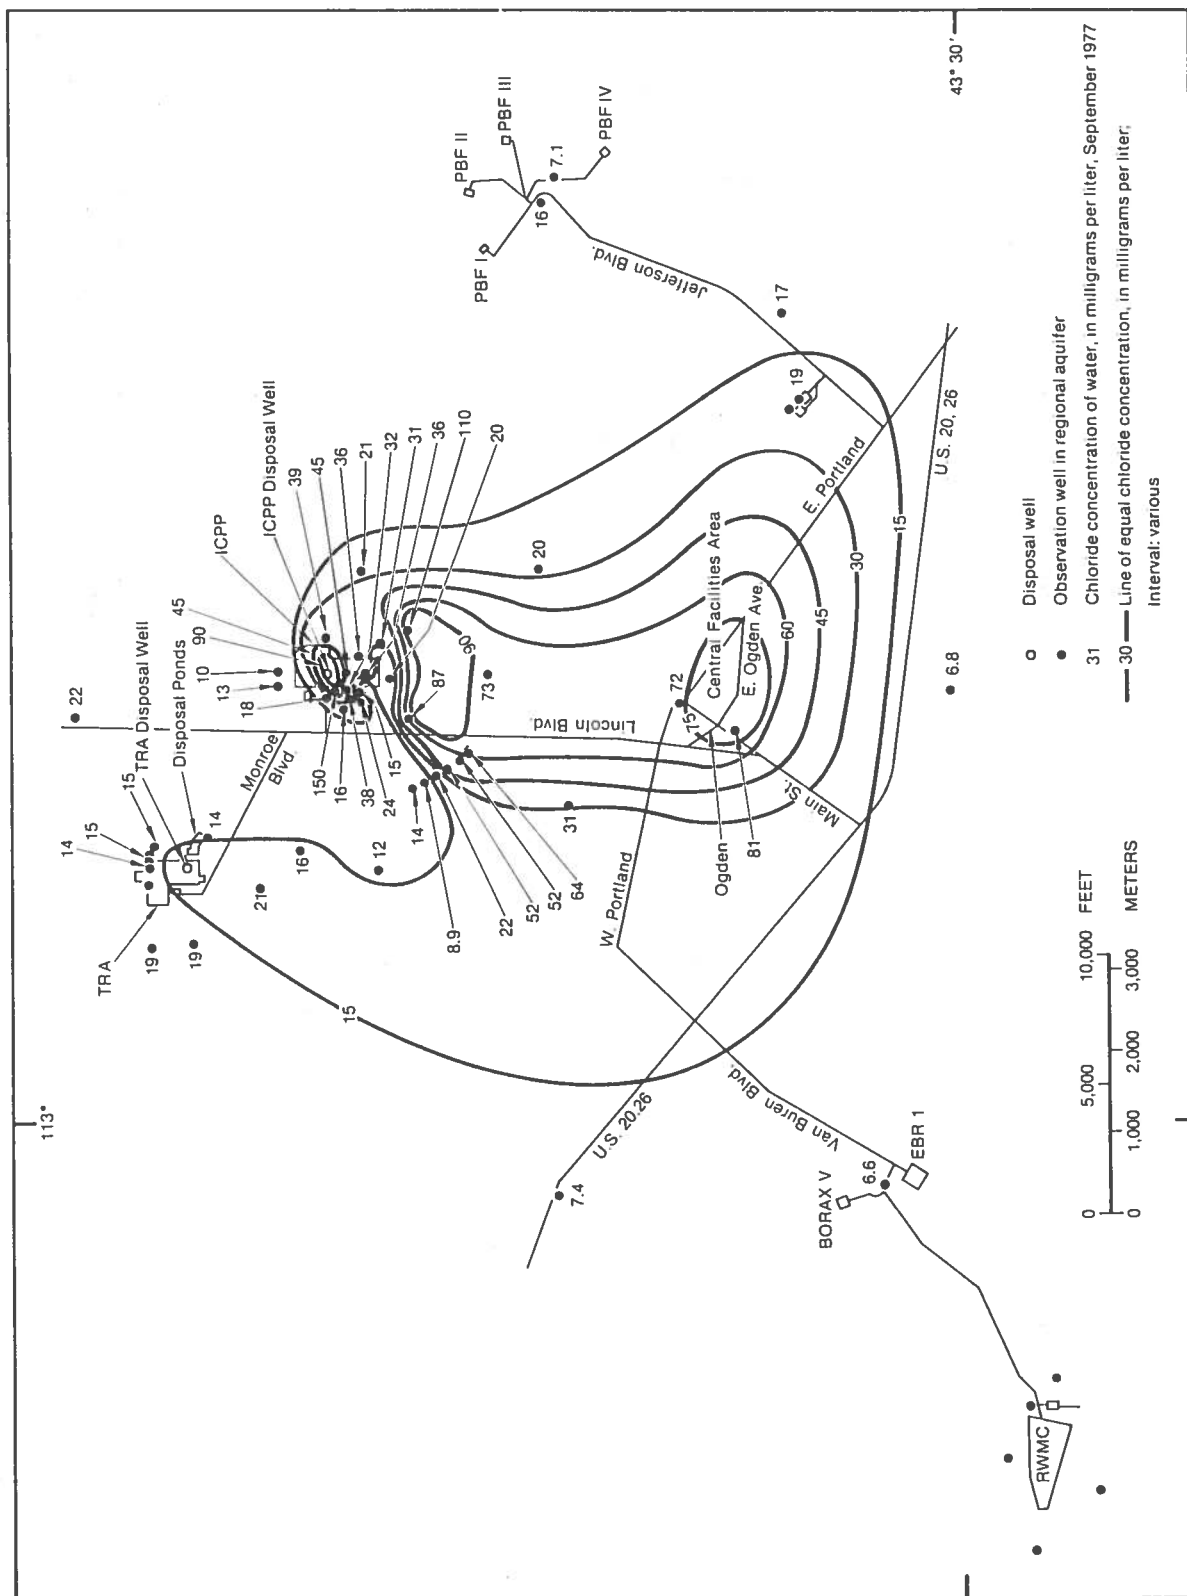 113°
43° 30'
22
TRA
14
15
15
TRA Disposal Well
Disposal Ponds
14
19
19
21
16
12
Monroe
Blvd.
13
10
90
45
18
ICPP
ICPP Disposal Well
39
45
36
21
32
31
36
110
20
150
16
38
24
15
14
8.9
22
52
52
64
87
90
73
20
31
15
PBF I
PBF II
PBF III
PBF IV
16
7.1
Jefferson Blvd.
17
19
Lincoln Blvd.
72
75
Central Facilities Area
E. Ogden Ave.
E. Portland
W. Portland
Ogden
81
Main St.
60
45
30
15
U.S. 20, 26
6.8
U.S. 20.26
7.4
Van Buren Blvd.
BORAX V
6.6
EBR 1
RWMC
Disposal well
Observation well in regional aquifer
31 Chloride concentration of water, in milligrams per liter, September 1977
30 Line of equal chloride concentration, in milligrams per liter;
Interval: various
0 5,000 10,000 FEET
0 1,000 2,000 3,000 METERS